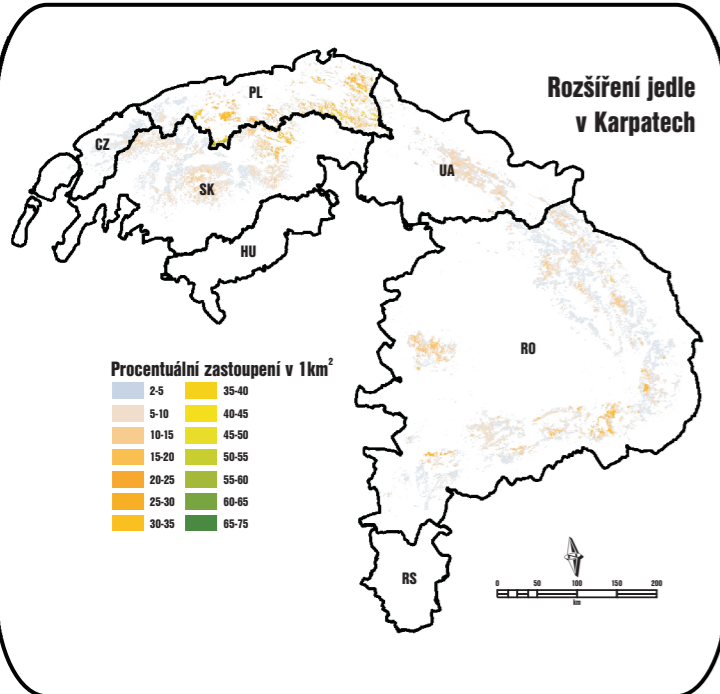 Rozšíření jedle
v Karpatech
PL
CZ
SK
UA
HU
RO
RS
Procentuální zastoupení v 1km²
2-5
5-10
10-15
15-20
20-25
25-30
30-35
35-40
40-45
45-50
50-55
55-60
60-65
65-75
0 50 100 150 200
km